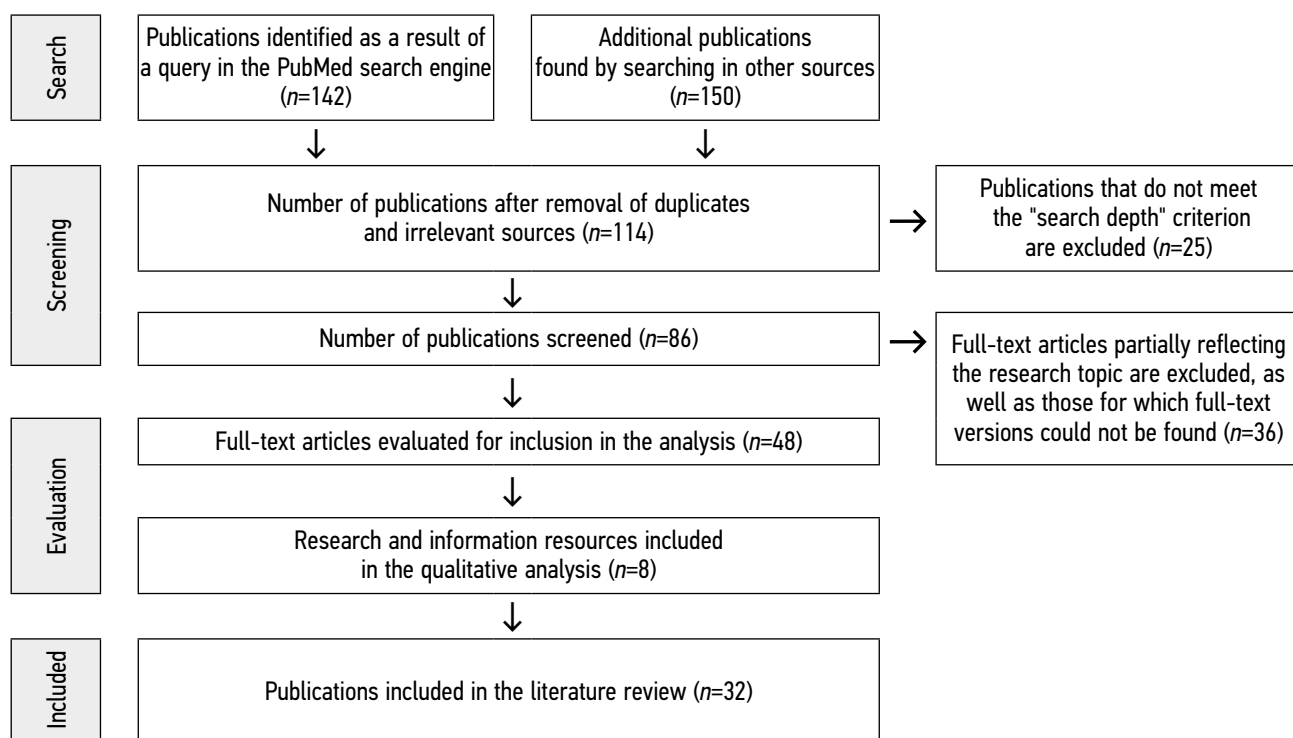 Search
Publications identified as a result of
a query in the PubMed search engine
(n=142)
Additional publications
found by searching in other sources
(n=150)
Screening
Number of publications after removal of duplicates
and irrelevant sources (n=114)
Publications that do not meet
the "search depth" criterion
are excluded (n=25)
Number of publications screened (n=86)
Full-text articles partially reflecting
the research topic are excluded, as
well as those for which full-text
versions could not be found (n=36)
Evaluation
Full-text articles evaluated for inclusion in the analysis (n=48)
Research and information resources included
in the qualitative analysis (n=8)
Included
Publications included in the literature review (n=32)